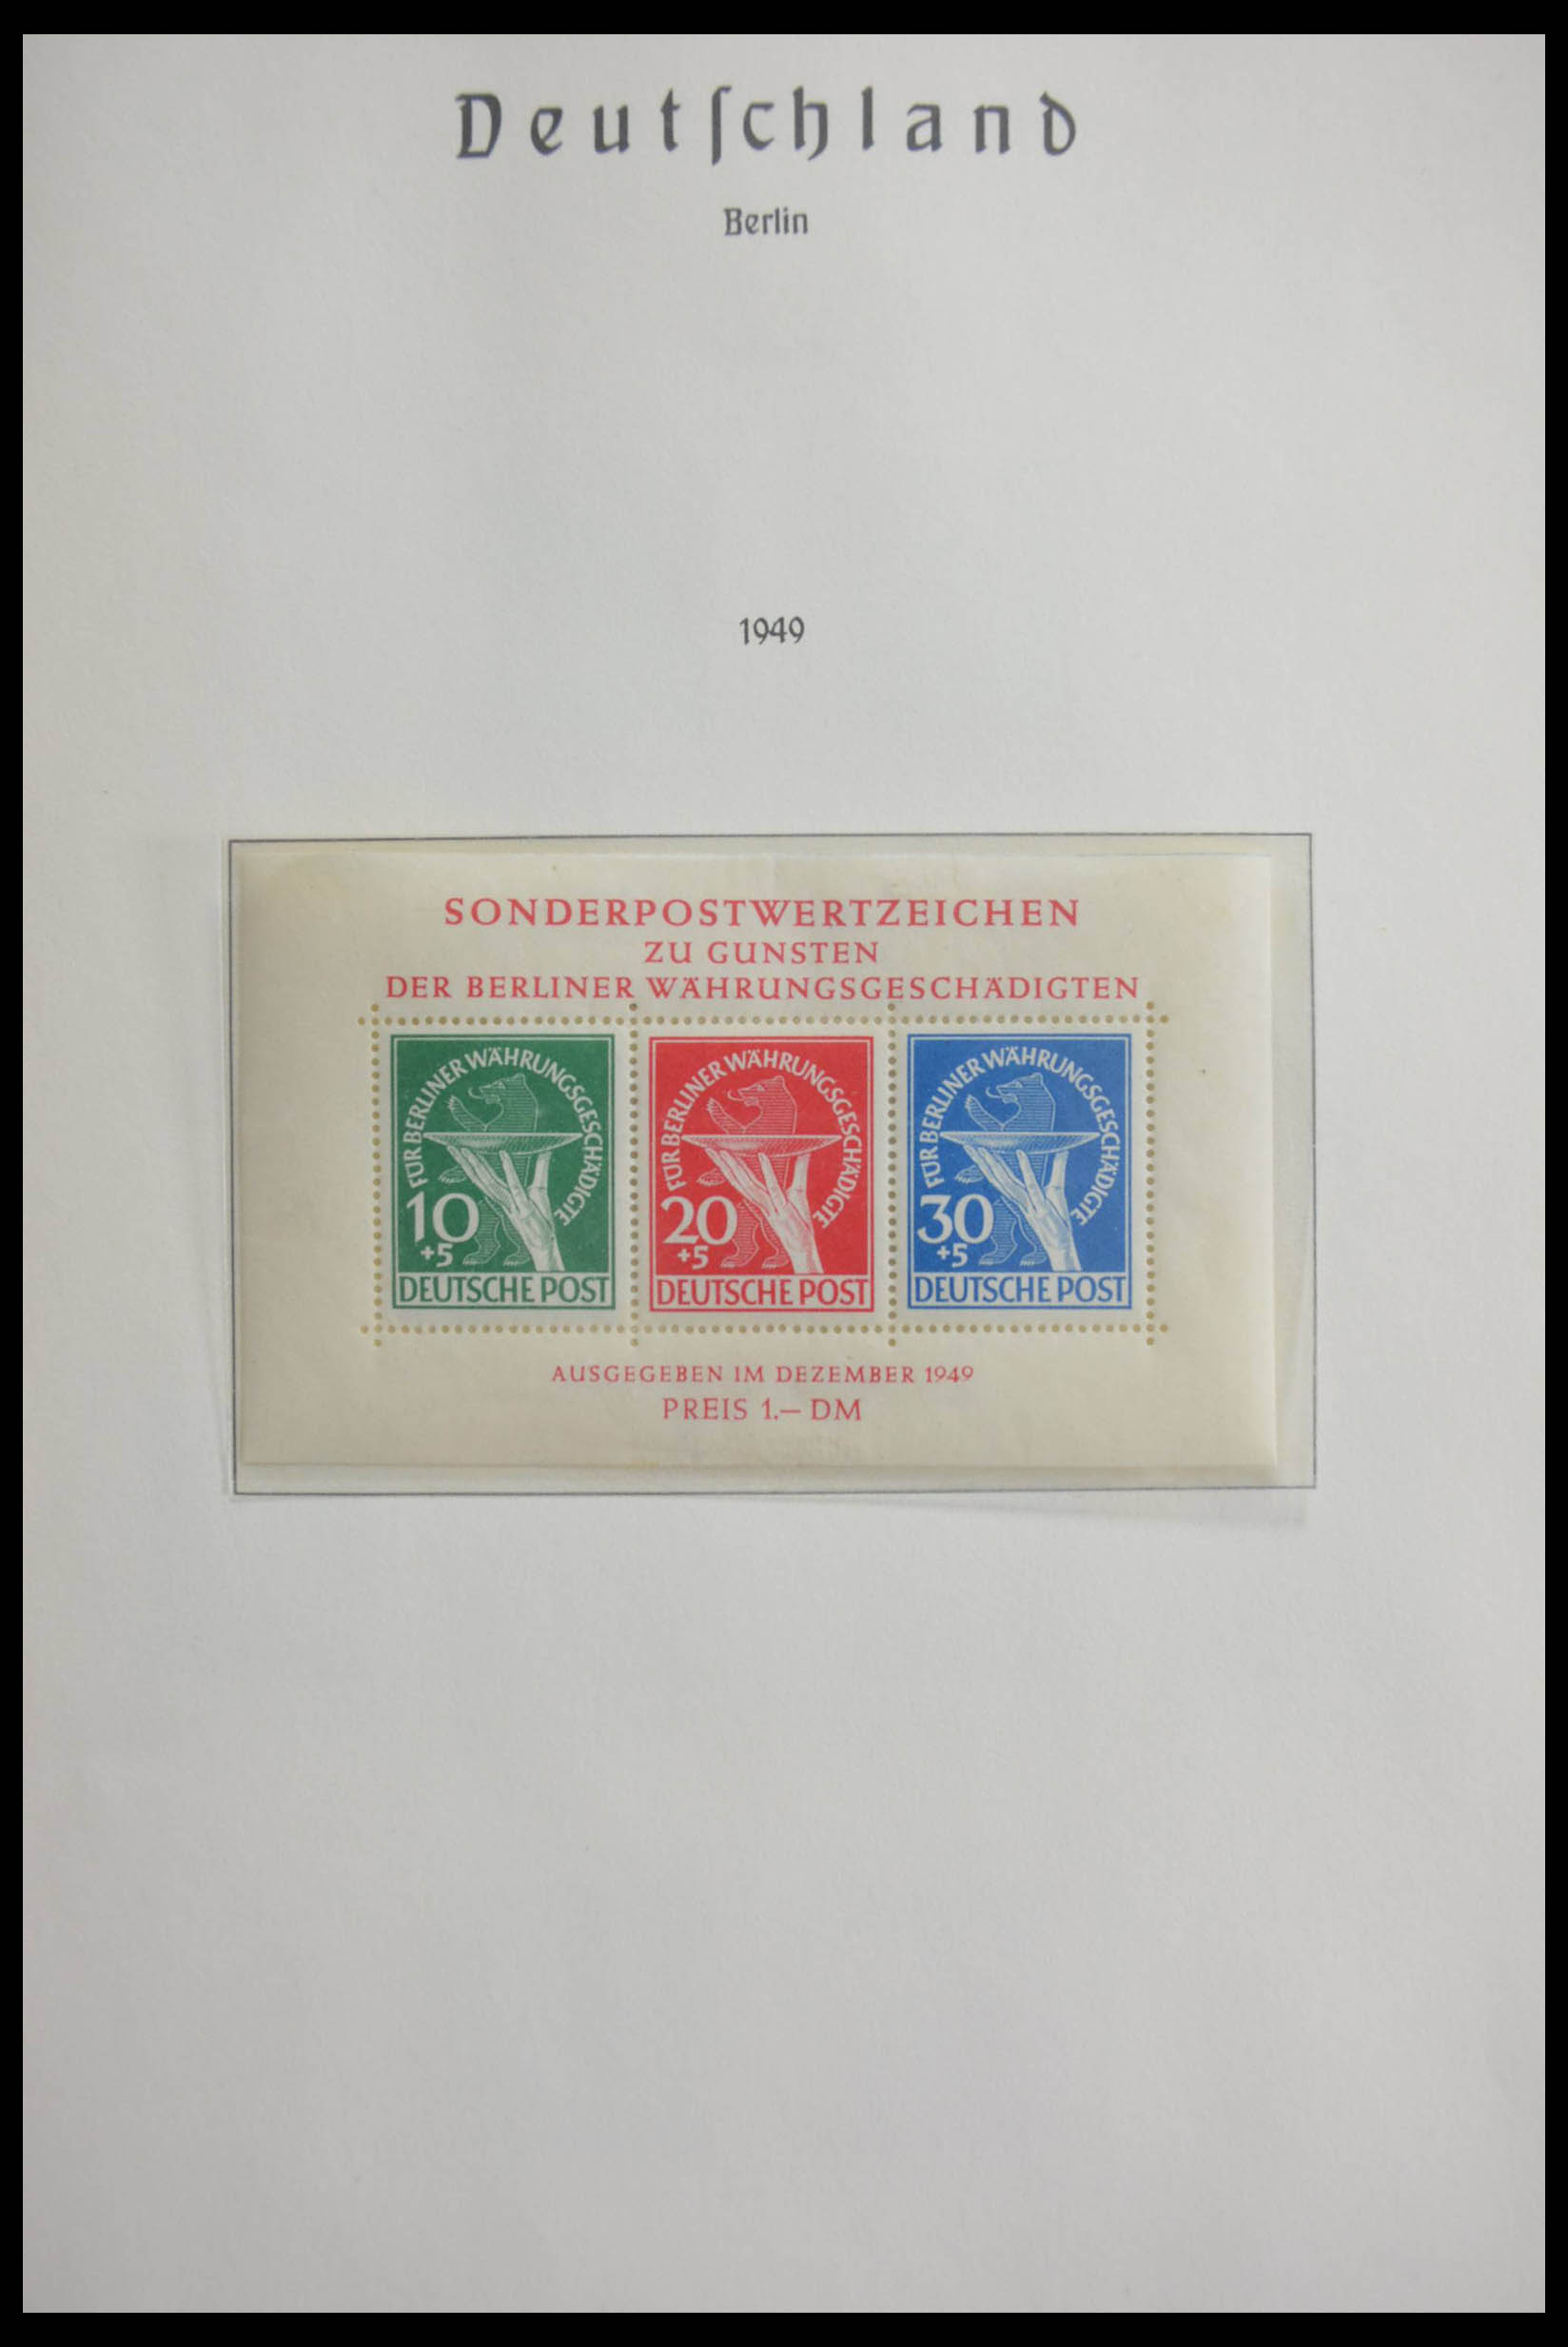 Deutſchland
Berlin
1949
SONDERPOSTWERTZEICHEN
ZU GUNSTEN
DER BERLINER WÄHRUNGSGESCHÄDIGTEN
FÜR BERLINER WÄHRUNGSGESCHÄDIGTE
10
+5
DEUTSCHE POST
FÜR BERLINER WÄHRUNGSGESCHÄDIGTE
20
+5
DEUTSCHE POST
FÜR BERLINER WÄHRUNGSGESCHÄDIGTE
30
+5
DEUTSCHE POST
AUSGEGEBEN IM DEZEMBER 1949
PREIS 1.— DM